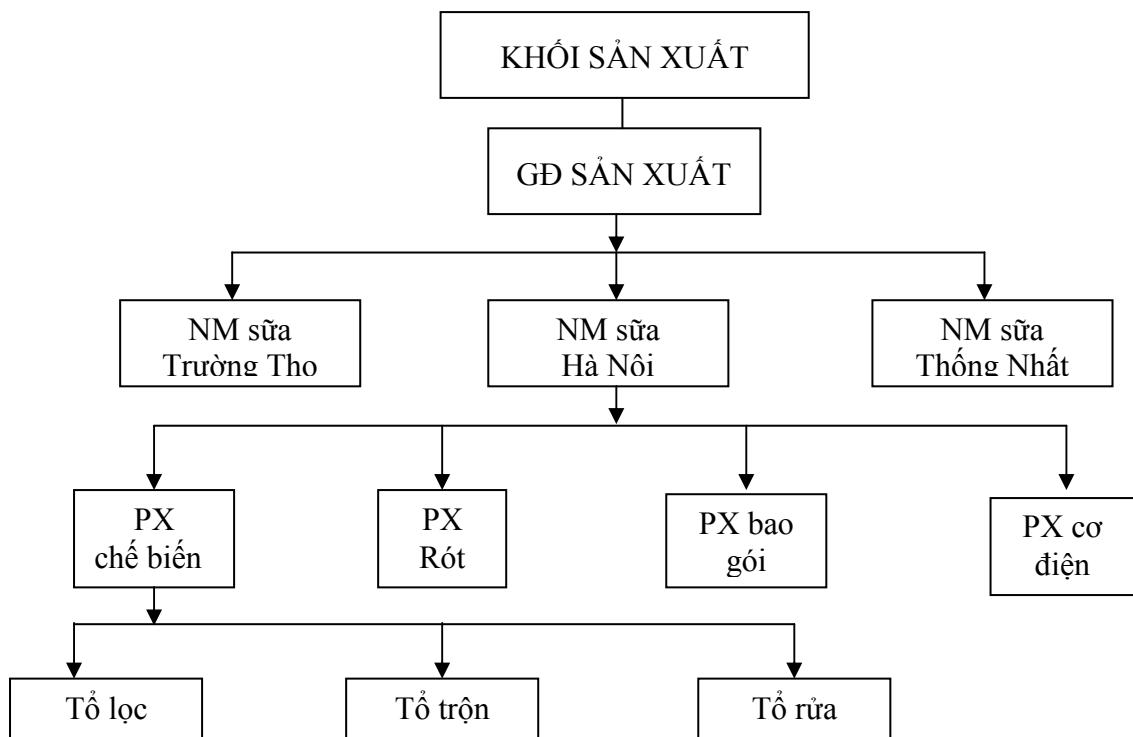 KHỐI SẢN XUẤT
GĐ SẢN XUẤT
NM sữa
Trường Thọ
NM sữa
Hà Nội
NM sữa
Thống Nhất
PX
chế biến
PX
Rót
PX bao
gói
PX cơ
điện
Tổ lọc
Tổ trộn
Tổ rửa